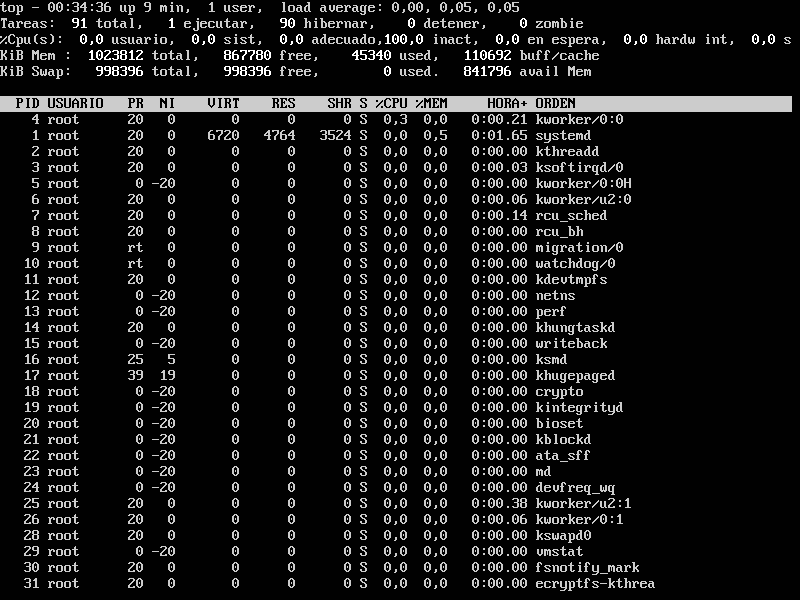 top - 00:34:36 up 9 min,  1 user,  load average: 0,00, 0,05, 0,05
Tareas:  91 total,   1 ejecutar,  90 hibernar,   0 detener,   0 zombie
%Cpu(s):  0,0 usuario,  0,0 sist,  0,0 adecuado,100,0 inact,  0,0 en espera,  0,0 hardw int,  0,0 s
KiB Mem :  1023812 total,   867780 free,    45340 used,   110692 buff/cache
KiB Swap:   998396 total,   998396 free,        0 used.   841796 avail Mem
PID USUARIO   PR  NI    VIRT    RES    SHR S %CPU %MEM     HORA+ ORDEN
4 root      20   0       0      0      0 S  0,3  0,0   0:00.21 kworker/0:0
1 root      20   0    6720   4764   3524 S  0,0  0,5   0:01.65 systemd
2 root      20   0       0      0      0 S  0,0  0,0   0:00.00 kthreadd
3 root      20   0       0      0      0 S  0,0  0,0   0:00.03 ksoftirqd/0
5 root       0 -20       0      0      0 S  0,0  0,0   0:00.00 kworker/0:0H
6 root      20   0       0      0      0 S  0,0  0,0   0:00.06 kworker/u2:0
7 root      20   0       0      0      0 S  0,0  0,0   0:00.14 rcu_sched
8 root      20   0       0      0      0 S  0,0  0,0   0:00.00 rcu_bh
9 root      rt   0       0      0      0 S  0,0  0,0   0:00.00 migration/0
10 root      rt   0       0      0      0 S  0,0  0,0   0:00.00 watchdog/0
11 root      20   0       0      0      0 S  0,0  0,0   0:00.00 kdevtmpfs
12 root       0 -20       0      0      0 S  0,0  0,0   0:00.00 netns
13 root       0 -20       0      0      0 S  0,0  0,0   0:00.00 perf
14 root      20   0       0      0      0 S  0,0  0,0   0:00.00 khungtaskd
15 root       0 -20       0      0      0 S  0,0  0,0   0:00.00 writeback
16 root      25   5       0      0      0 S  0,0  0,0   0:00.00 ksmd
17 root      39  19       0      0      0 S  0,0  0,0   0:00.00 khugepaged
18 root       0 -20       0      0      0 S  0,0  0,0   0:00.00 crypto
19 root       0 -20       0      0      0 S  0,0  0,0   0:00.00 kintegrityd
20 root       0 -20       0      0      0 S  0,0  0,0   0:00.00 bioset
21 root       0 -20       0      0      0 S  0,0  0,0   0:00.00 kblockd
22 root       0 -20       0      0      0 S  0,0  0,0   0:00.00 ata_sff
23 root       0 -20       0      0      0 S  0,0  0,0   0:00.00 md
24 root       0 -20       0      0      0 S  0,0  0,0   0:00.00 devfreq_wq
25 root      20   0       0      0      0 S  0,0  0,0   0:00.38 kworker/u2:1
26 root      20   0       0      0      0 S  0,0  0,0   0:00.06 kworker/0:1
28 root      20   0       0      0      0 S  0,0  0,0   0:00.00 kswapd0
29 root       0 -20       0      0      0 S  0,0  0,0   0:00.00 vmstat
30 root      20   0       0      0      0 S  0,0  0,0   0:00.00 fsnotify_mark
31 root      20   0       0      0      0 S  0,0  0,0   0:00.00 ecryptfs-kthrea